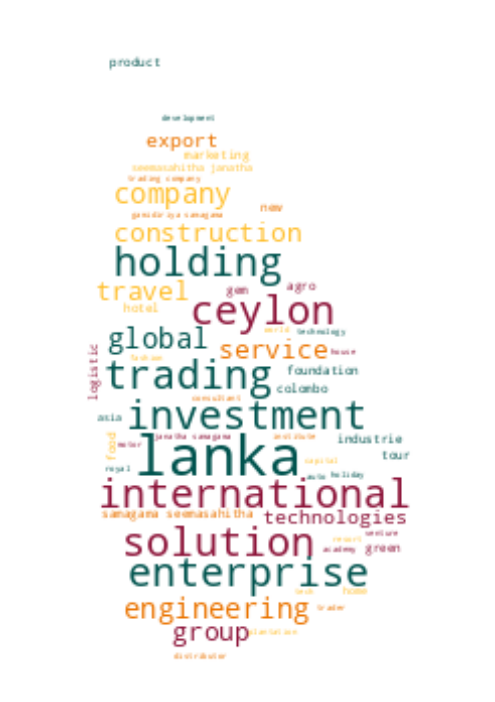 product
development
export
marketing
seemasahitha janatha
trading company
company
new
gamidiriya samagama
construction
holding
travel
gem agro
hotel
ceylon
world technology
global
service house
logistic
fashion
trading
foundation
colombo
consultant
asia
investment
food
motor
janatha samagama
institute
industrie
lanka
tour
capital
royal
auto holiday
international
samagama seemasahitha
technologies
venture
solution
resort
academy green
enterprise
tech home
engineering
trader
group
plantation
distributor